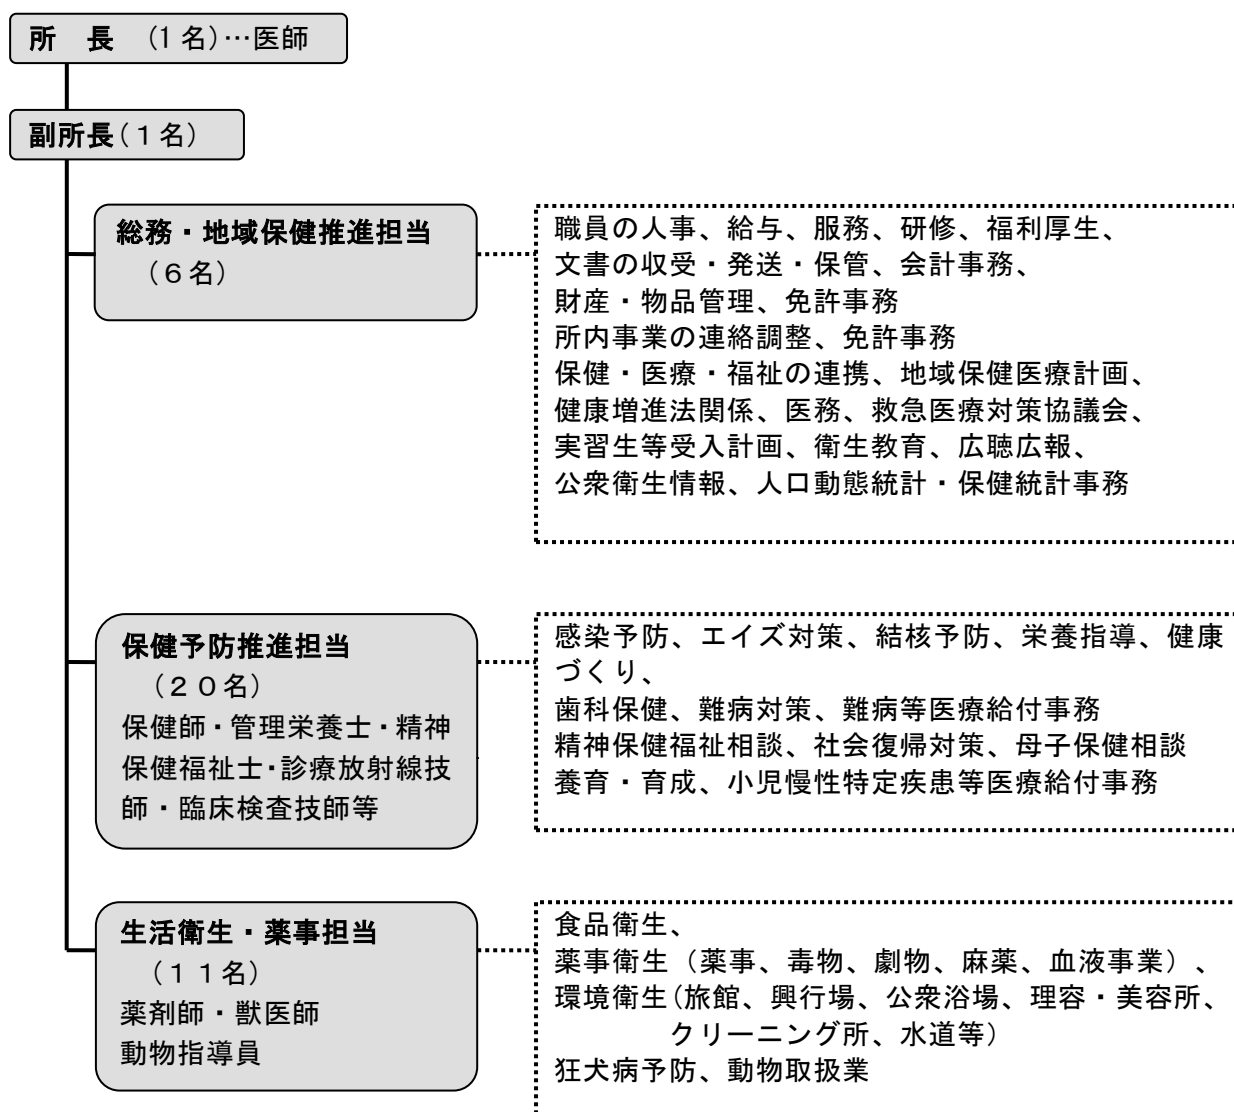 所　長　(1名)…医師
副所長(1名)
総務・地域保健推進担当
(6名)
職員の人事、給与、服務、研修、福利厚生、
文書の収受・発送・保管、会計事務、
財産・物品管理、免許事務
所内事業の連絡調整、免許事務
保健・医療・福祉の連携、地域保健医療計画、
健康増進法関係、医務、救急医療対策協議会、
実習生等受入計画、衛生教育、広聴広報、
公衆衛生情報、人口動態統計・保健統計事務
保健予防推進担当
(20名)
保健師・管理栄養士・精神
保健福祉士・診療放射線技
師・臨床検査技師等
感染予防、エイズ対策、結核予防、栄養指導、健康
づくり、
歯科保健、難病対策、難病等医療給付事務
精神保健福祉相談、社会復帰対策、母子保健相談
養育・育成、小児慢性特定疾患等医療給付事務
生活衛生・薬事担当
(11名)
薬剤師・獣医師
動物指導員
食品衛生、
薬事衛生(薬事、毒物、劇物、麻薬、血液事業)、
環境衛生(旅館、興行場、公衆浴場、理容・美容所、
クリーニング所、水道等)
狂犬病予防、動物取扱業